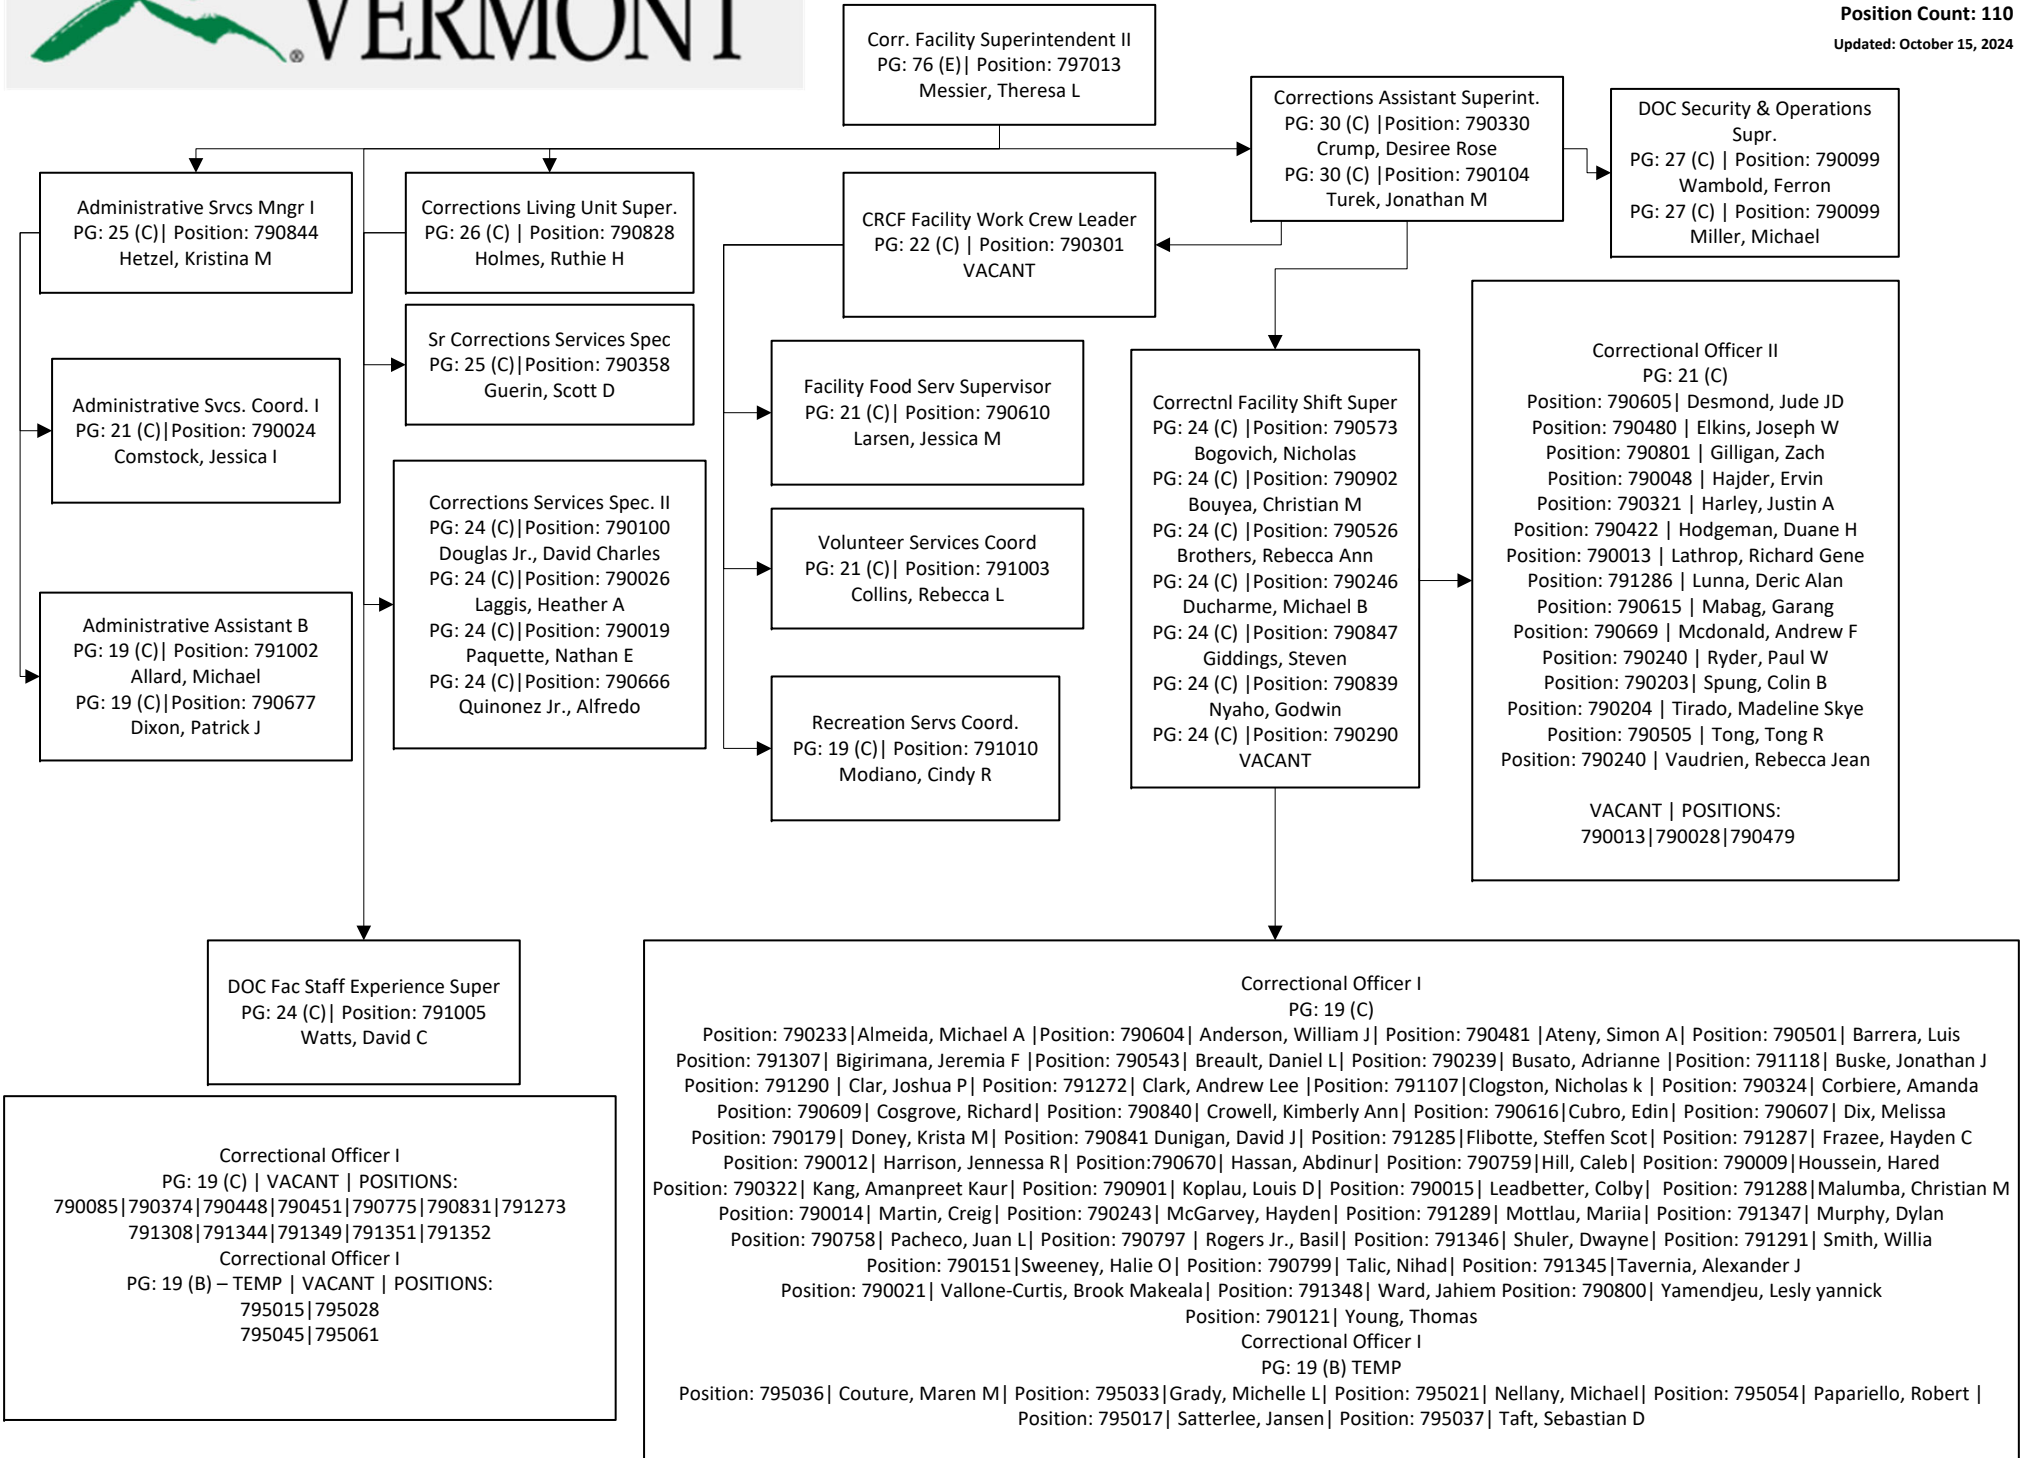 VERMONT
®
Position Count: 110
Updated: October 15, 2024
Corr. Facility Superintendent II
PG: 76 (E)| Position: 797013
Messier, Theresa L
Corrections Assistant Superint.
PG: 30 (C) |Position: 790330
Crump, Desiree Rose
PG: 30 (C) |Position: 790104
Turek, Jonathan M
DOC Security & Operations
Supr.
PG: 27 (C) | Position: 790099
Wambold, Ferron
PG: 27 (C) | Position: 790099
Miller, Michael
Administrative Srvcs Mngr I
PG: 25 (C)| Position: 790844
Hetzel, Kristina M
Corrections Living Unit Super.
PG: 26 (C) | Position: 790828
Holmes, Ruthie H
CRCF Facility Work Crew Leader
PG: 22 (C) | Position: 790301
VACANT
Sr Corrections Services Spec
PG: 25 (C)|Position: 790358
Guerin, Scott D
Administrative Svcs. Coord. I
PG: 21 (C)|Position: 790024
Comstock, Jessica I
Facility Food Serv Supervisor
PG: 21 (C)| Position: 790610
Larsen, Jessica M
Corrections Services Spec. II
PG: 24 (C)|Position: 790100
Douglas Jr., David Charles
PG: 24 (C)|Position: 790026
Laggis, Heather A
PG: 24 (C)|Position: 790019
Paquette, Nathan E
PG: 24 (C)|Position: 790666
Quinonez Jr., Alfredo
Volunteer Services Coord
PG: 21 (C)| Position: 791003
Collins, Rebecca L
Administrative Assistant B
PG: 19 (C)| Position: 791002
Allard, Michael
PG: 19 (C)|Position: 790677
Dixon, Patrick J
Recreation Servs Coord.
PG: 19 (C)| Position: 791010
Modiano, Cindy R
Correctnl Facility Shift Super
PG: 24 (C) |Position: 790573
Bogovich, Nicholas
PG: 24 (C) |Position: 790902
Bouyea, Christian M
PG: 24 (C) |Position: 790526
Brothers, Rebecca Ann
PG: 24 (C) |Position: 790246
Ducharme, Michael B
PG: 24 (C) |Position: 790847
Giddings, Steven
PG: 24 (C) |Position: 790839
Nyaho, Godwin
PG: 24 (C) |Position: 790290
VACANT
Correctional Officer II
PG: 21 (C)
Position: 790605| Desmond, Jude JD
Position: 790480 | Elkins, Joseph W
Position: 790801 | Gilligan, Zach
Position: 790048 | Hajder, Ervin
Position: 790321 | Harley, Justin A
Position: 790422 | Hodgeman, Duane H
Position: 790013 | Lathrop, Richard Gene
Position: 791286 | Lunna, Deric Alan
Position: 790615 | Mabag, Garang
Position: 790669 | Mcdonald, Andrew F
Position: 790240 | Ryder, Paul W
Position: 790203| Spung, Colin B
Position: 790204 | Tirado, Madeline Skye
Position: 790505 | Tong, Tong R
Position: 790240 | Vaudrien, Rebecca Jean
VACANT | POSITIONS:
790013|790028|790479
DOC Fac Staff Experience Super
PG: 24 (C)| Position: 791005
Watts, David C
Correctional Officer I
PG: 19 (C) | VACANT | POSITIONS:
790085|790374|790448|790451|790775|790831|791273
791308|791344|791349|791351|791352
Correctional Officer I
PG: 19 (B) – TEMP | VACANT | POSITIONS:
795015|795028
795045|795061
Correctional Officer I
PG: 19 (C)
Position: 790233|Almeida, Michael A |Position: 790604| Anderson, William J| Position: 790481 |Ateny, Simon A| Position: 790501| Barrera, Luis
Position: 791307| Bigirimana, Jeremia F |Position: 790543| Breault, Daniel L| Position: 790239| Busato, Adrianne |Position: 791118| Buske, Jonathan J
Position: 791290 | Clar, Joshua P| Position: 791272| Clark, Andrew Lee |Position: 791107|Clogston, Nicholas k | Position: 790324| Corbiere, Amanda
Position: 790609| Cosgrove, Richard| Position: 790840| Crowell, Kimberly Ann| Position: 790616|Cubro, Edin| Position: 790607| Dix, Melissa
Position: 790179| Doney, Krista M| Position: 790841 Dunigan, David J| Position: 791285|Flibotte, Steffen Scot| Position: 791287| Frazee, Hayden C
Position: 790012| Harrison, Jennessa R| Position:790670| Hassan, Abdinur| Position: 790759|Hill, Caleb| Position: 790009|Houssein, Hared
Position: 790322| Kang, Amanpreet Kaur| Position: 790901| Koplau, Louis D| Position: 790015| Leadbetter, Colby|  Position: 791288|Malumba, Christian M
Position: 790014| Martin, Creig| Position: 790243| McGarvey, Hayden| Position: 791289| Mottlau, Mariia| Position: 791347| Murphy, Dylan
Position: 790758| Pacheco, Juan L| Position: 790797 | Rogers Jr., Basil| Position: 791346| Shuler, Dwayne| Position: 791291| Smith, Willia
Position: 790151|Sweeney, Halie O| Position: 790799| Talic, Nihad| Position: 791345|Tavernia, Alexander J
Position: 790021| Vallone-Curtis, Brook Makeala| Position: 791348| Ward, Jahiem Position: 790800| Yamendjeu, Lesly yannick
Position: 790121| Young, Thomas
Correctional Officer I
PG: 19 (B) TEMP
Position: 795036| Couture, Maren M| Position: 795033|Grady, Michelle L| Position: 795021| Nellany, Michael| Position: 795054| Papariello, Robert |
Position: 795017| Satterlee, Jansen| Position: 795037| Taft, Sebastian D